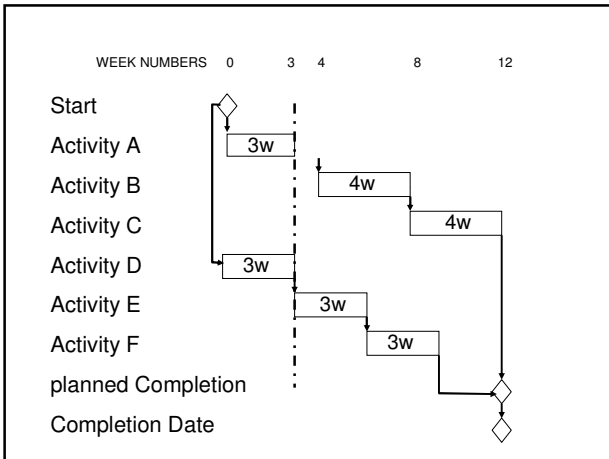 WEEK NUMBERS 0 3 4 8 12
Start
Activity A 3w
Activity B 4w
Activity C 4w
Activity D 3w
Activity E 3w
Activity F 3w
planned Completion
Completion Date